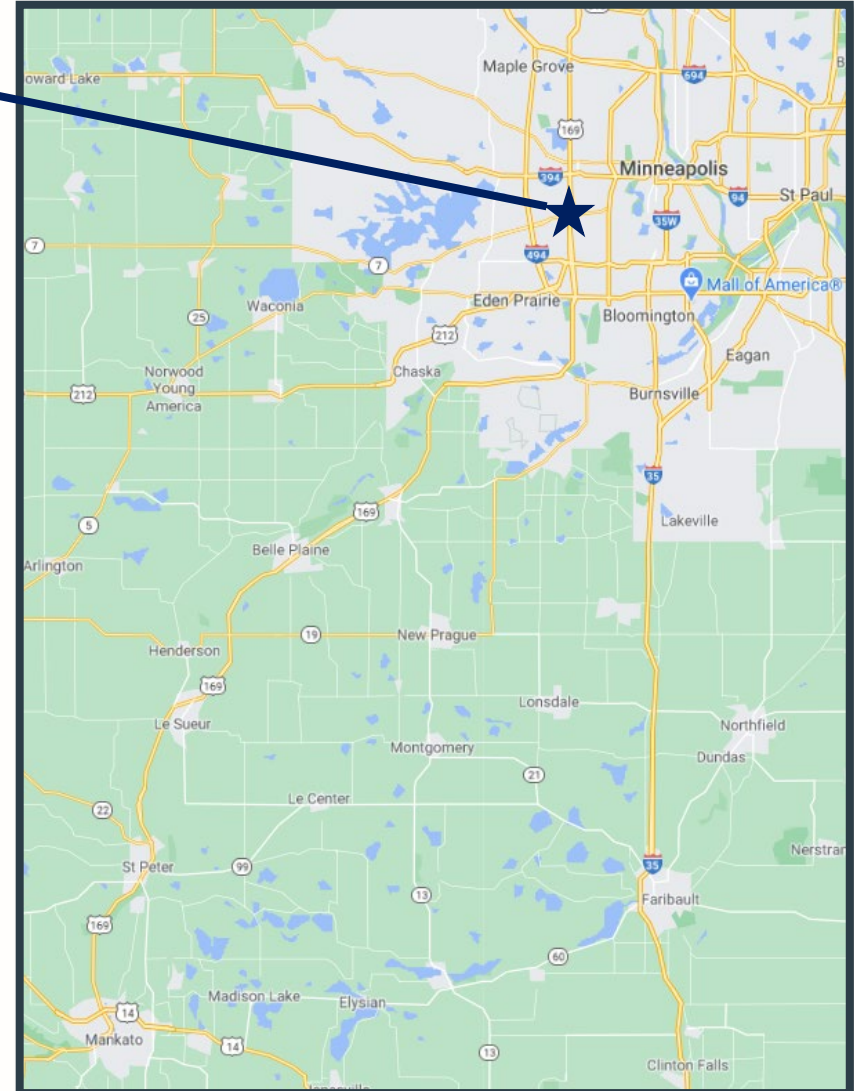 Maple Grove
694
oward Lake
169
Minneapolis
394
94
St Paul
35W
7
494
7
Mall of America®
Eden Prairie
Waconia
Bloomington
25
212
Eagan
Norwood
Young
America
Chaska
212
Burnsville
35
169
Lakeville
5
Belle Plaine
Arlington
19
New Prague
Henderson
169
Lonsdale
Le Sueur
Northfield
Montgomery
Dundas
21
Le Center
22
Nerstrar
St Peter
99
35
13
Faribault
169
60
Madison Lake
Elysian
14
Mankato
14
13
Clinton Falls